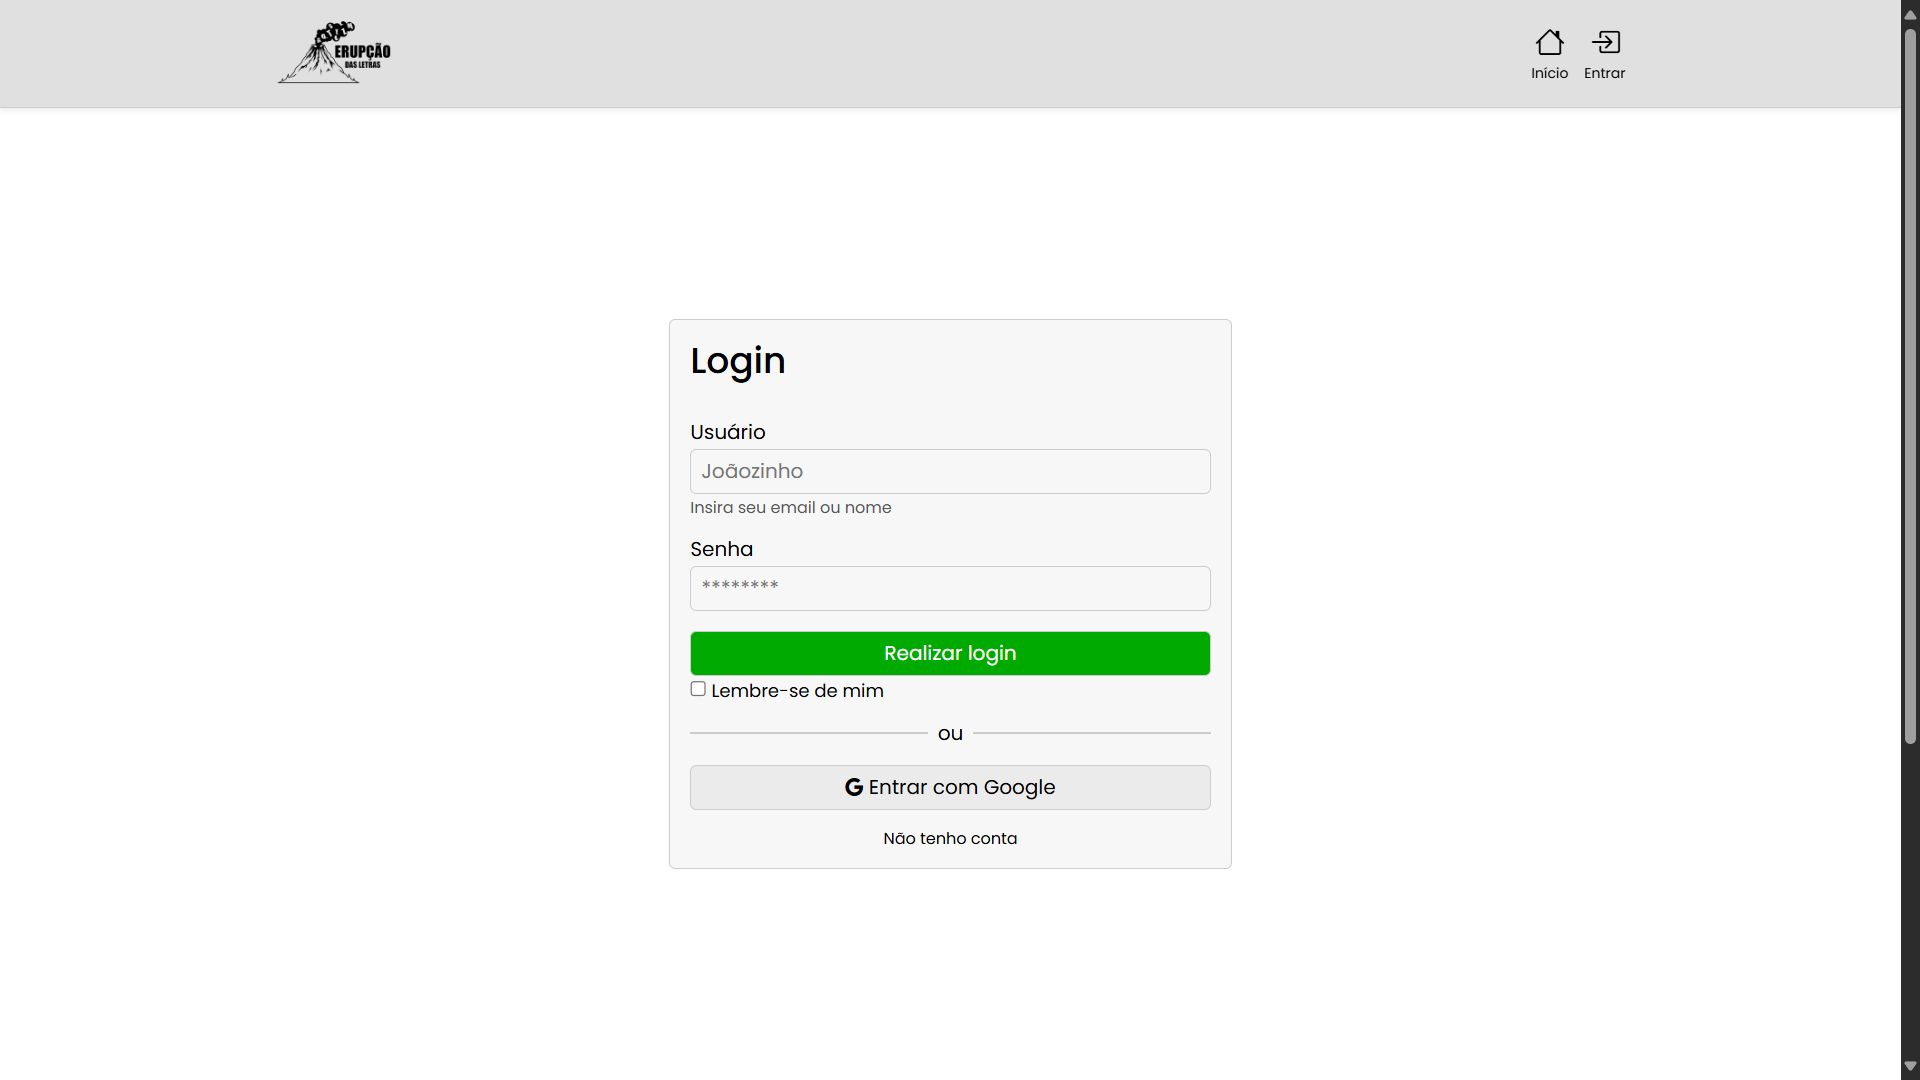 ERUPÇÃO
DAS LETRAS
Início
Entrar
Login
Usuário
Joãozinho
Insira seu email ou nome
Senha
********
Realizar login
Lembre-se de mim
ou
Entrar com Google
Não tenho conta